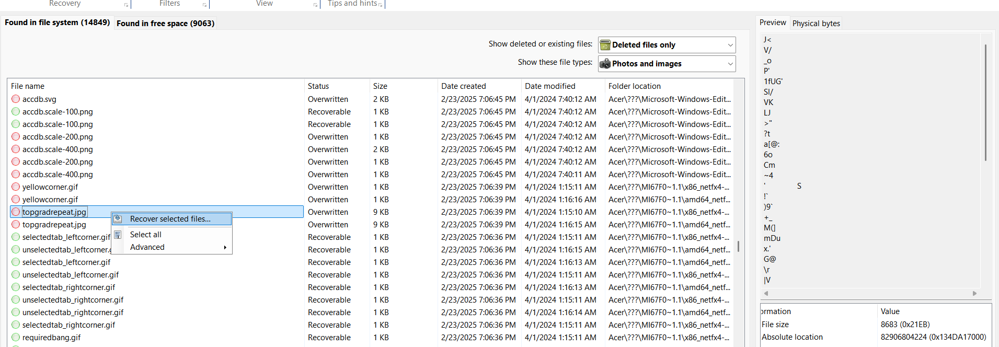 Recovery Filters View Tips and hints
Found in file system (14849) Found in free space (9063)
Show deleted or existing files: Deleted files only
Show these file types: Photos and images
File name Status Size Date created Date modified Folder location
accdb.svg Overwritten 2 KB 2/23/2025 7:06:45 PM 4/1/2024 7:40:12 AM Acer\???\Microsoft-Windows-Edit...
accdb.scale-100.png Recoverable 1 KB 2/23/2025 7:06:45 PM 4/1/2024 7:40:12 AM Acer\???\Microsoft-Windows-Edit...
accdb.scale-100.png Recoverable 1 KB 2/23/2025 7:06:45 PM 4/1/2024 7:40:12 AM Acer\???\Microsoft-Windows-Edit...
accdb.scale-200.png Overwritten 1 KB 2/23/2025 7:06:45 PM 4/1/2024 7:40:12 AM Acer\???\Microsoft-Windows-Edit...
accdb.scale-400.png Overwritten 2 KB 2/23/2025 7:06:45 PM 4/1/2024 7:40:12 AM Acer\???\Microsoft-Windows-Edit...
accdb.scale-200.png Overwritten 1 KB 2/23/2025 7:06:45 PM 4/1/2024 7:40:12 AM Acer\???\Microsoft-Windows-Edit...
accdb.scale-400.png Overwritten 1 KB 2/23/2025 7:06:45 PM 4/1/2024 7:40:11 AM Acer\???\Microsoft-Windows-Edit...
yellowcorner.gif Overwritten 1 KB 2/23/2025 7:06:39 PM 4/1/2024 1:15:11 AM Acer\???\MI67F0~1.1\x86_netfx4-...
yellowcorner.gif Overwritten 1 KB 2/23/2025 7:06:39 PM 4/1/2024 1:16:16 AM Acer\???\MI67F0~1.1\amd64_netf...
topgradrepeat.jpg Overwritten 9 KB 2/23/2025 7:06:39 PM 4/1/2024 1:15:10 AM Acer\???\MI67F0~1.1\x86_netfx4-...
topgradrepeat.jpg Overwritten 9 KB 2/23/2025 7:06:39 PM 4/1/2024 1:16:15 AM Acer\???\MI67F0~1.1\amd64_netf...
selectedtab_leftcorner.gif Recoverable 1 KB 2/23/2025 7:06:36 PM 4/1/2024 1:15:11 AM Acer\???\MI67F0~1.1\x86_netfx4-...
unselectedtab_leftcorner.gif Recoverable 1 KB 2/23/2025 7:06:36 PM 4/1/2024 1:16:15 AM Acer\???\MI67F0~1.1\amd64_netf...
selectedtab_leftcorner.gif Recoverable 1 KB 2/23/2025 7:06:36 PM 4/1/2024 1:16:13 AM Acer\???\MI67F0~1.1\amd64_netf...
unselectedtab_leftcorner.gif Recoverable 1 KB 2/23/2025 7:06:36 PM 4/1/2024 1:15:11 AM Acer\???\MI67F0~1.1\x86_netfx4-...
selectedtab_rightcorner.gif Recoverable 1 KB 2/23/2025 7:06:36 PM 4/1/2024 1:16:13 AM Acer\???\MI67F0~1.1\amd64_netf...
unselectedtab_rightcorner.gif Recoverable 1 KB 2/23/2025 7:06:36 PM 4/1/2024 1:15:11 AM Acer\???\MI67F0~1.1\x86_netfx4-...
unselectedtab_rightcorner.gif Recoverable 1 KB 2/23/2025 7:06:36 PM 4/1/2024 1:16:14 AM Acer\???\MI67F0~1.1\amd64_netf...
selectedtab_rightcorner.gif Recoverable 1 KB 2/23/2025 7:06:36 PM 4/1/2024 1:15:11 AM Acer\???\MI67F0~1.1\x86_netfx4-...
requiredbang.gif Recoverable 1 KB 2/23/2025 7:06:36 PM 4/1/2024 1:15:11 AM Acer\???\MI67F0~1.1\x86_netfx4-...
Recover selected files...
Select all
Advanced
Preview Physical bytes
J<
V/
_o
P'
1fUG'
SI/
VK
LJ
>"
?t
a[@:
6o
Cm
~4
' S
!`
)9`
+_
M(]
mDu
x.'
G@
\r
|V
ormation Value
File size 8683 (0x21EB)
Absolute location 82906804224 (0x134DA17000)